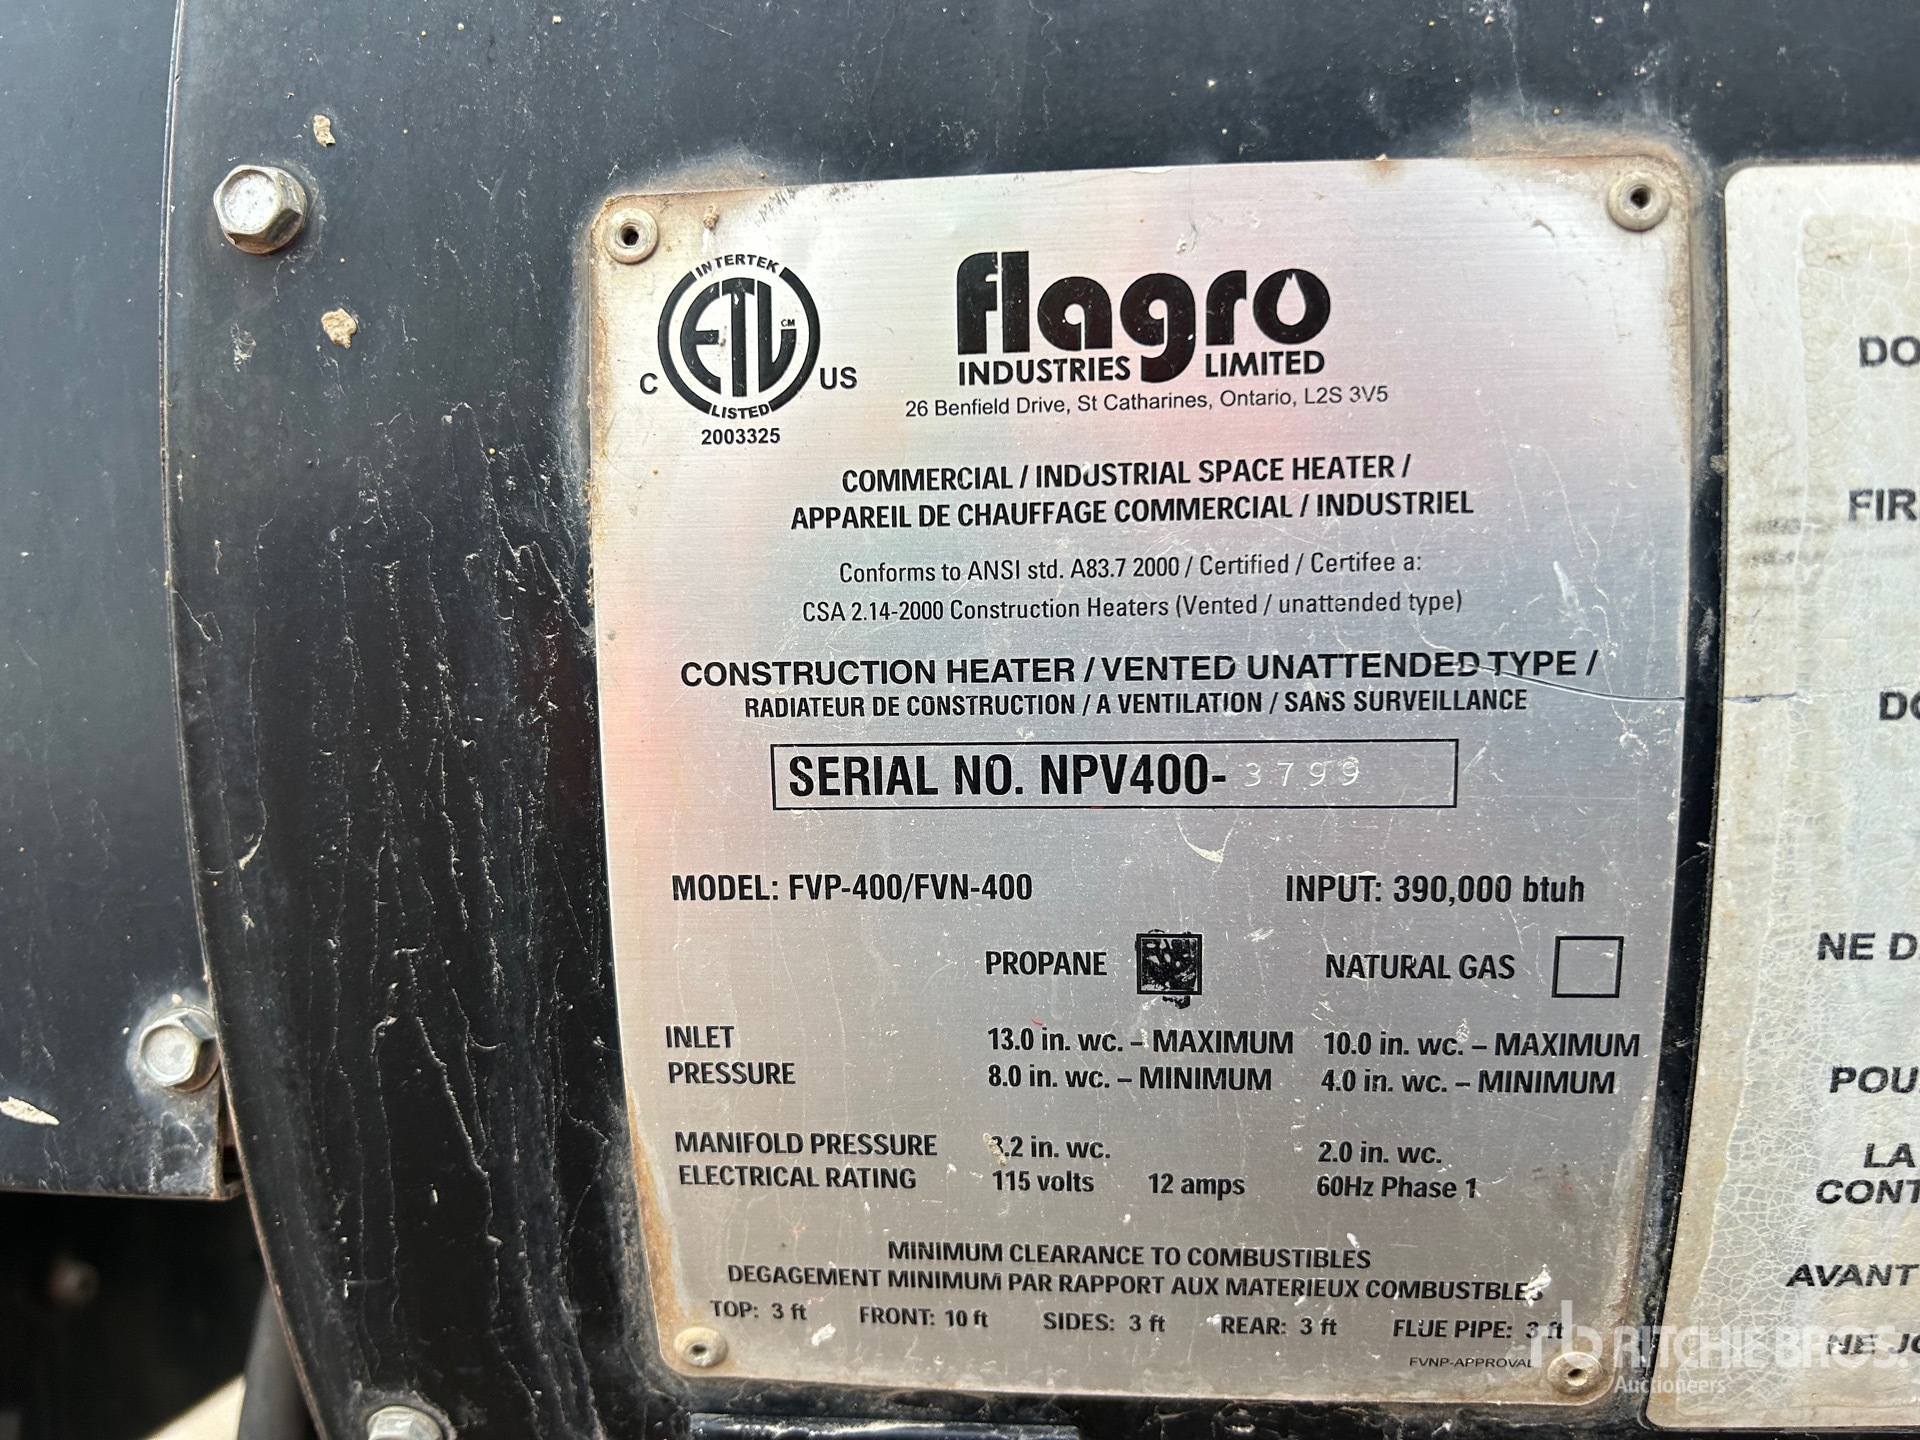 INTERTEK
ETL CM
C US
LISTED
2003325
flagro
INDUSTRIES LIMITED
26 Benfield Drive, St Catharines, Ontario, L2S 3V5
COMMERCIAL / INDUSTRIAL SPACE HEATER /
APPAREIL DE CHAUFFAGE COMMERCIAL / INDUSTRIEL
Conforms to ANSI std. A83.7 2000 / Certified / Certifee a:
CSA 2.14-2000 Construction Heaters (Vented / unattended type)
CONSTRUCTION HEATER / VENTED UNATTENDED TYPE /
RADIATEUR DE CONSTRUCTION / A VENTILATION / SANS SURVEILLANCE
SERIAL NO. NPV400-3799
MODEL: FVP-400/FVN-400 INPUT: 390,000 btuh
PROPANE NATURAL GAS
INLET 13.0 in. wc. – MAXIMUM 10.0 in. wc. – MAXIMUM
PRESSURE 8.0 in. wc. – MINIMUM 4.0 in. wc. – MINIMUM
MANIFOLD PRESSURE 3.2 in. wc. 2.0 in. wc.
ELECTRICAL RATING 115 volts 12 amps 60Hz Phase 1
MINIMUM CLEARANCE TO COMBUSTIBLES
DEGAGEMENT MINIMUM PAR RAPPORT AUX MATERIEUX COMBUSTBLES
TOP: 3 ft FRONT: 10 ft SIDES: 3 ft REAR: 3 ft FLUE PIPE: 3 ft
FVNP-APPROVAL
DO
FIR
DO
NE D
POU
LA
CONT
AVANT
NE JO
rb RITCHIE BROS.
Auctioneers